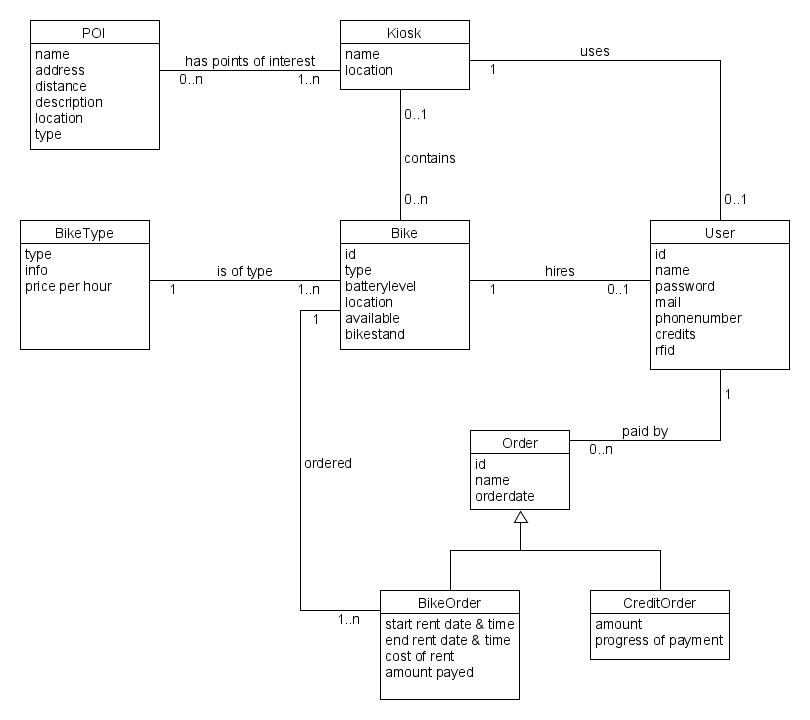 POI
name
address
distance
description
location
type
has points of interest
0..n
1..n
Kiosk
name
location
uses
1
0..1
0..1
contains
0..n
BikeType
type
info
price per hour
is of type
1
1..n
Bike
id
type
batterylevel
location
available
bikestand
hires
1
0..1
User
id
name
password
mail
phonenumber
credits
rfid
1
ordered
1..n
1
paid by
0..n
Order
id
name
orderdate
BikeOrder
start rent date & time
end rent date & time
cost of rent
amount payed
CreditOrder
amount
progress of payment